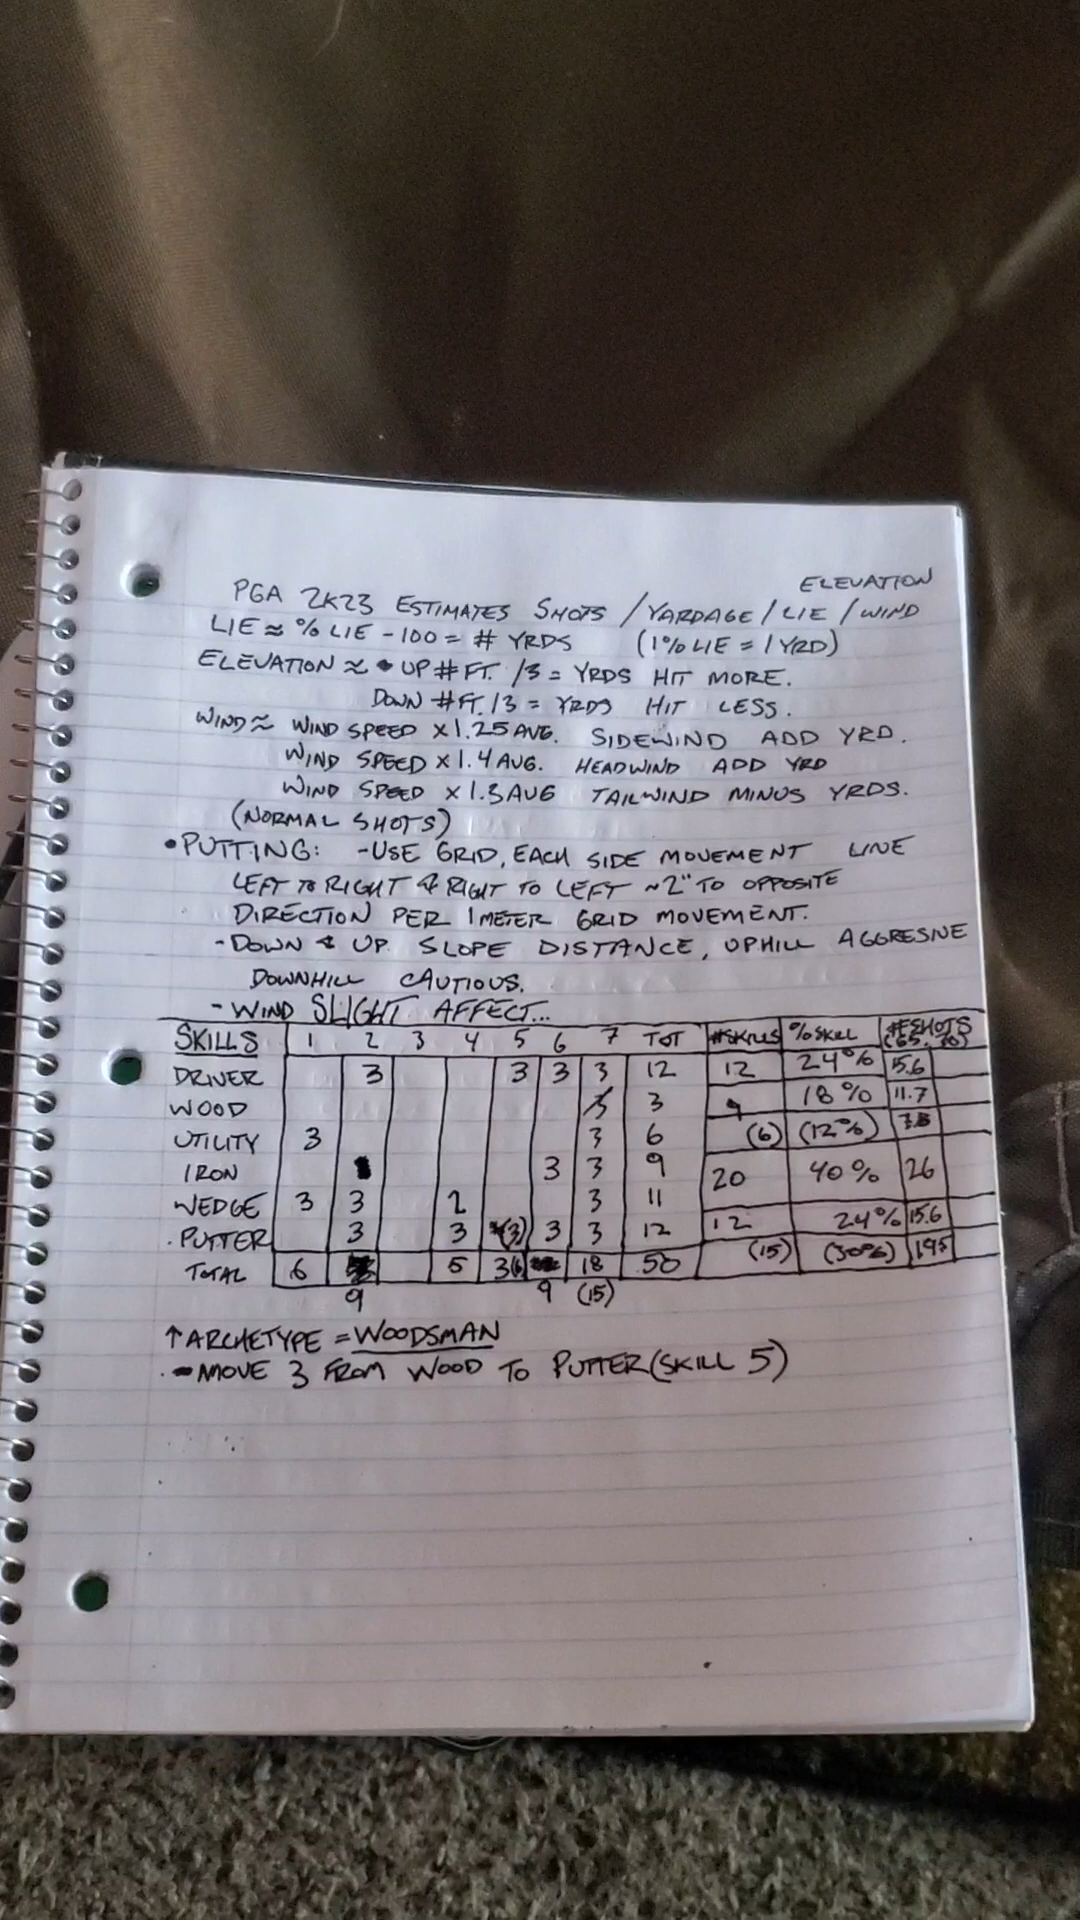 ELEVATION
PGA 2K23 ESTIMATES SHOTS / YARDAGE / LIE / WIND
LIE ≈ % LIE - 100 = # YRDS (1% LIE = 1 YRD)
ELEVATION ≈ UP # FT. /3 = YRDS HIT MORE.
DOWN # FT. /3 = YRDS HIT LESS.
WIND ≈ WIND SPEED x 1.25 AVG. SIDEWIND ADD YRD.
WIND SPEED x 1.4 AVG. HEADWIND ADD YRD
WIND SPEED x 1.3 AVG TAILWIND MINUS YRDS.
(NORMAL SHOTS)
• PUTTING: - USE GRID, EACH SIDE MOVEMENT LINE
LEFT TO RIGHT & RIGHT TO LEFT ~2" TO OPPOSITE
DIRECTION PER 1 METER GRID MOVEMENT.
- DOWN & UP SLOPE DISTANCE, UPHILL AGGRESIVE
DOWNHILL CAUTIOUS.
- WIND SLIGHT AFFECT...
SKILLS 1 2 3 4 5 6 7 TOT #SKILLS % SKILL # SHOTS (65-70)
DRIVER 3 3 3 3 12 12 24% 15.6
WOOD 3 3 9 18% 11.7
UTILITY 3 3 6 (6) (12%)
IRON 3 3 9 20 40% 26
WEDGE 3 3 2 3 11
PUTTER 3 3 (3) 3 3 12 12 24% 15.6
TOTAL 6 5 18 50 (15) (30%) 19.5
9 9 (15)
↑ ARCHETYPE = WOODSMAN
- MOVE 3 FROM WOOD TO PUTTER (SKILL 5)